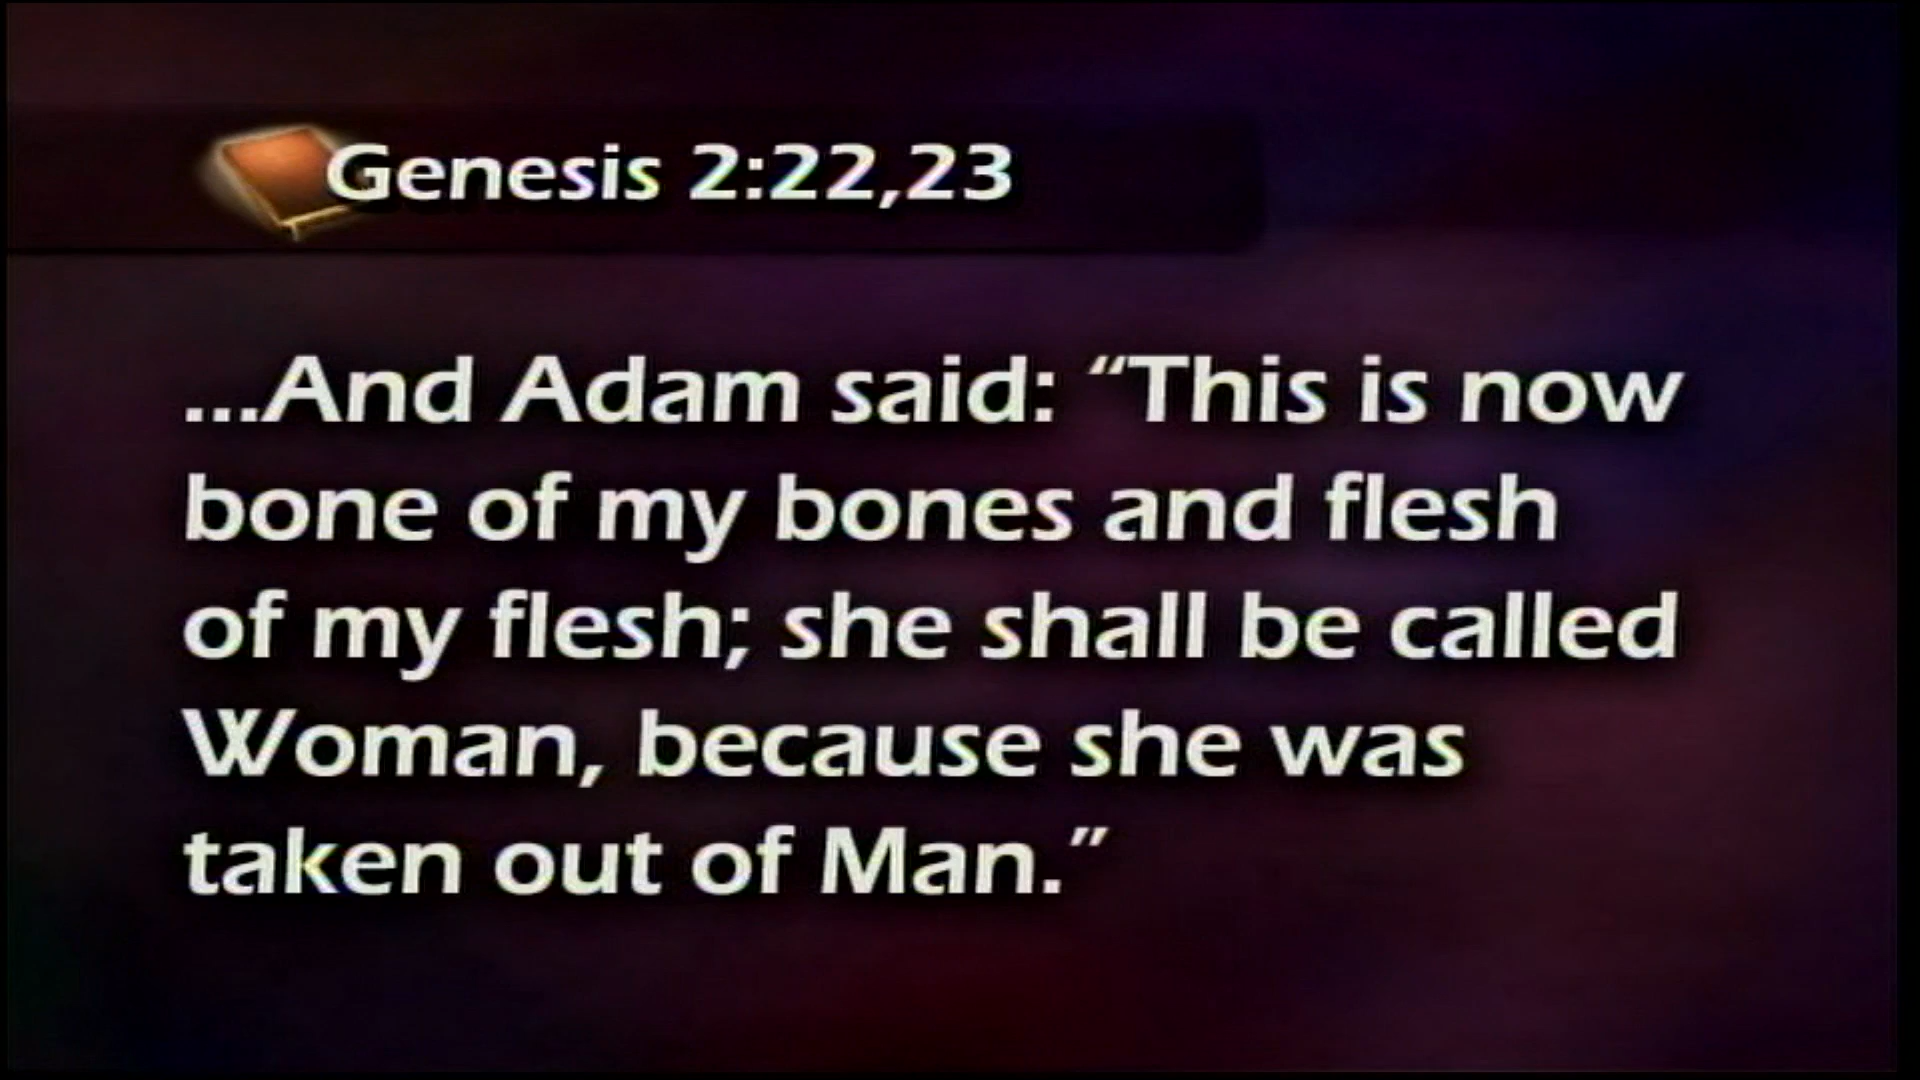 Genesis 2:22,23
...And Adam said: “This is now
bone of my bones and flesh
of my flesh; she shall be called
Woman, because she was
taken out of Man.”